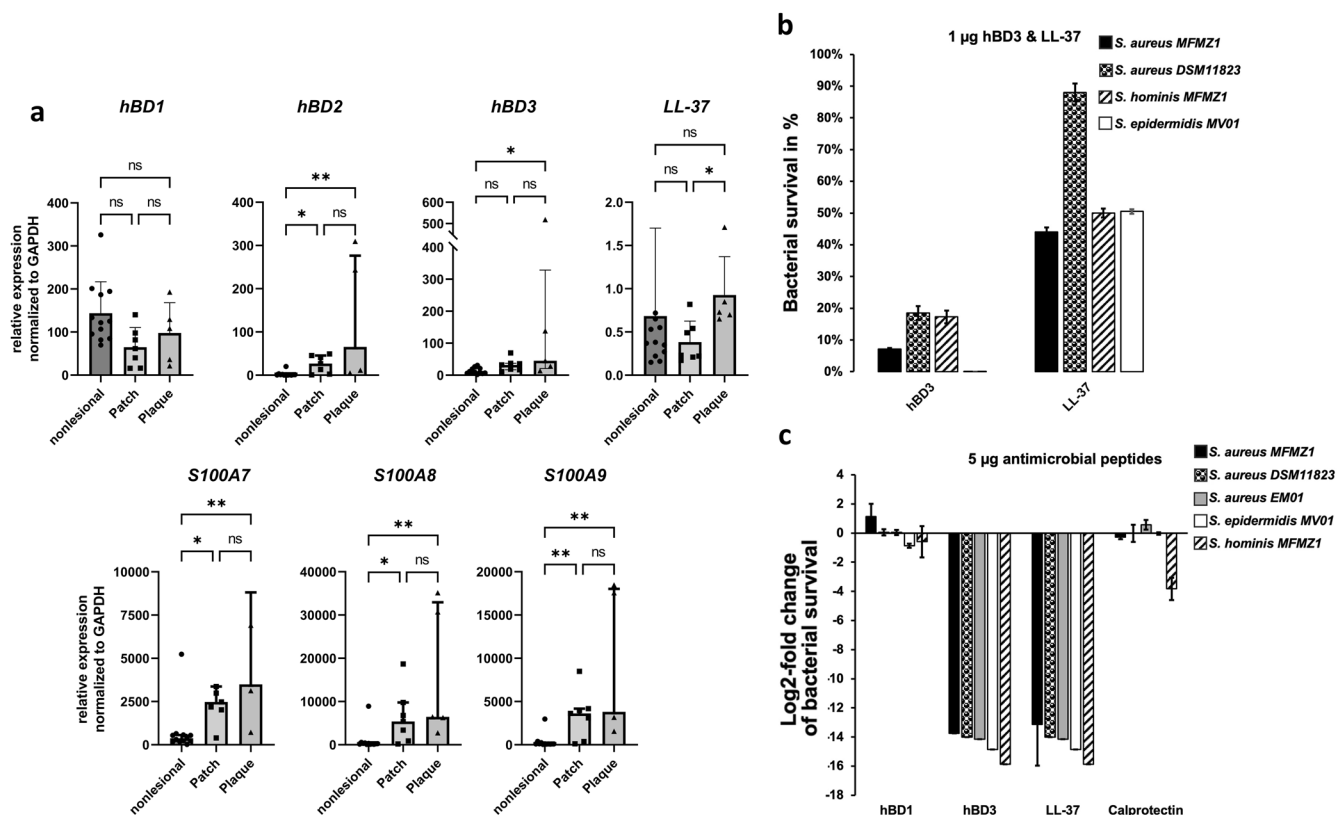 a
hBD1
hBD2
hBD3
LL-37
relative expression
normalized to GAPDH
ns
ns
ns
400
300
200
100
0
nonlesional
Patch
Plaque
**
*
ns
400
300
200
100
0
nonlesional
Patch
Plaque
*
ns
ns
600
500
400
300
200
100
0
nonlesional
Patch
Plaque
ns
ns
*
2.0
1.5
1.0
0.5
0.0
nonlesional
Patch
Plaque
S100A7
S100A8
S100A9
relative expression
normalized to GAPDH
**
*
ns
10000
7500
5000
2500
0
nonlesional
Patch
Plaque
**
*
ns
40000
30000
20000
10000
0
nonlesional
Patch
Plaque
**
**
ns
20000
15000
10000
5000
0
nonlesional
Patch
Plaque
b
1 µg hBD3 & LL-37
S. aureus MFMZ1
S. aureus DSM11823
S. hominis MFMZ1
S. epidermidis MV01
Bacterial survival in %
100%
90%
80%
70%
60%
50%
40%
30%
20%
10%
0%
hBD3
LL-37
c
5 µg antimicrobial peptides
S. aureus MFMZ1
S. aureus DSM11823
S. aureus EM01
S. epidermidis MV01
S. hominis MFMZ1
Log2-fold change
of bacterial survival
4
2
0
-2
-4
-6
-8
-10
-11
-12
-14
-16
-18
hBD1
hBD3
LL-37
Calprotectin